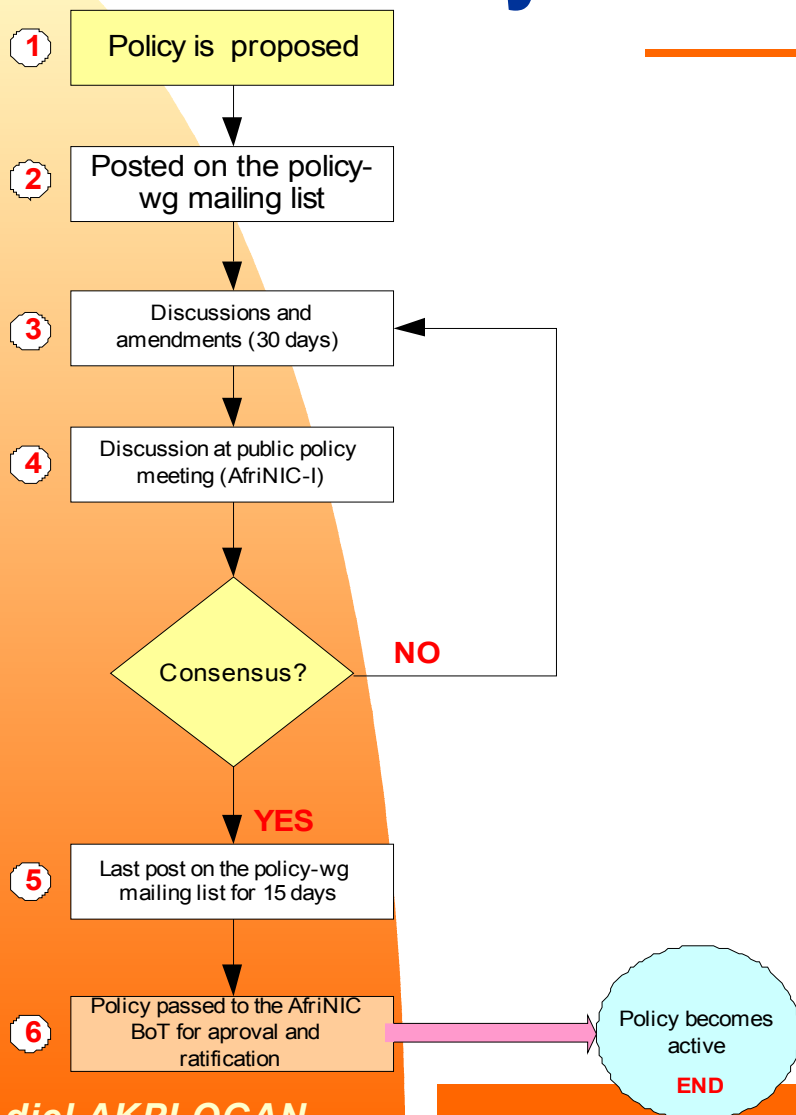 1
Policy is proposed
2
Posted on the policy-
wg mailing list
3
Discussions and
amendments (30 days)
4
Discussion at public policy
meeting (AfriNIC-I)
Consensus?
NO
YES
5
Last post on the policy-wg
mailing list for 15 days
6
Policy passed to the AfriNIC
BoT for aproval and
ratification
Policy becomes
active
END